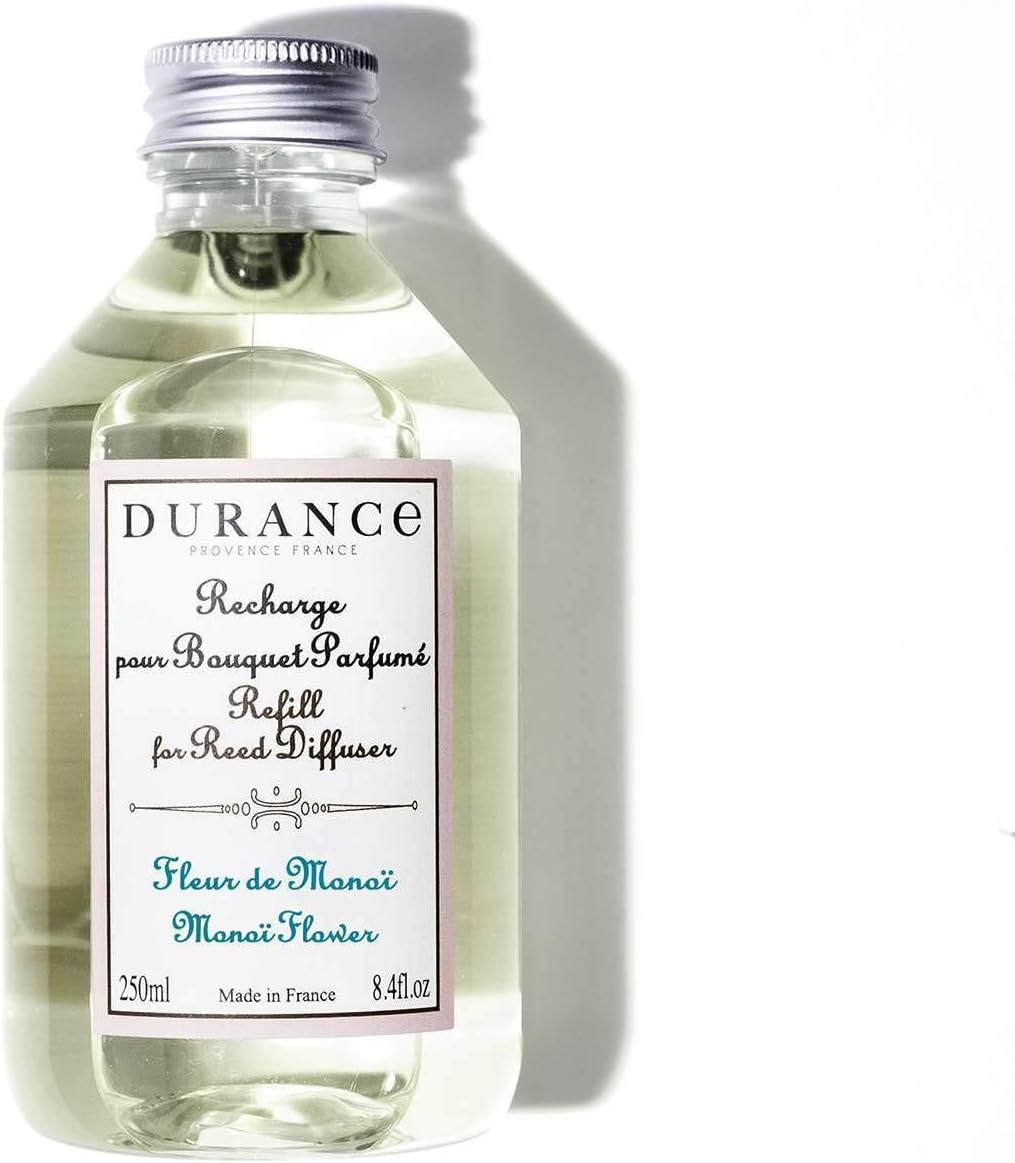 DURANCe
PROVENCE FRANCE
Recharge
pour Bouquet Parfumé
Refill
for Reed Diffuser
Fleur de Monoï
Monoï Flower
250ml Made in France 8.4fl.oz